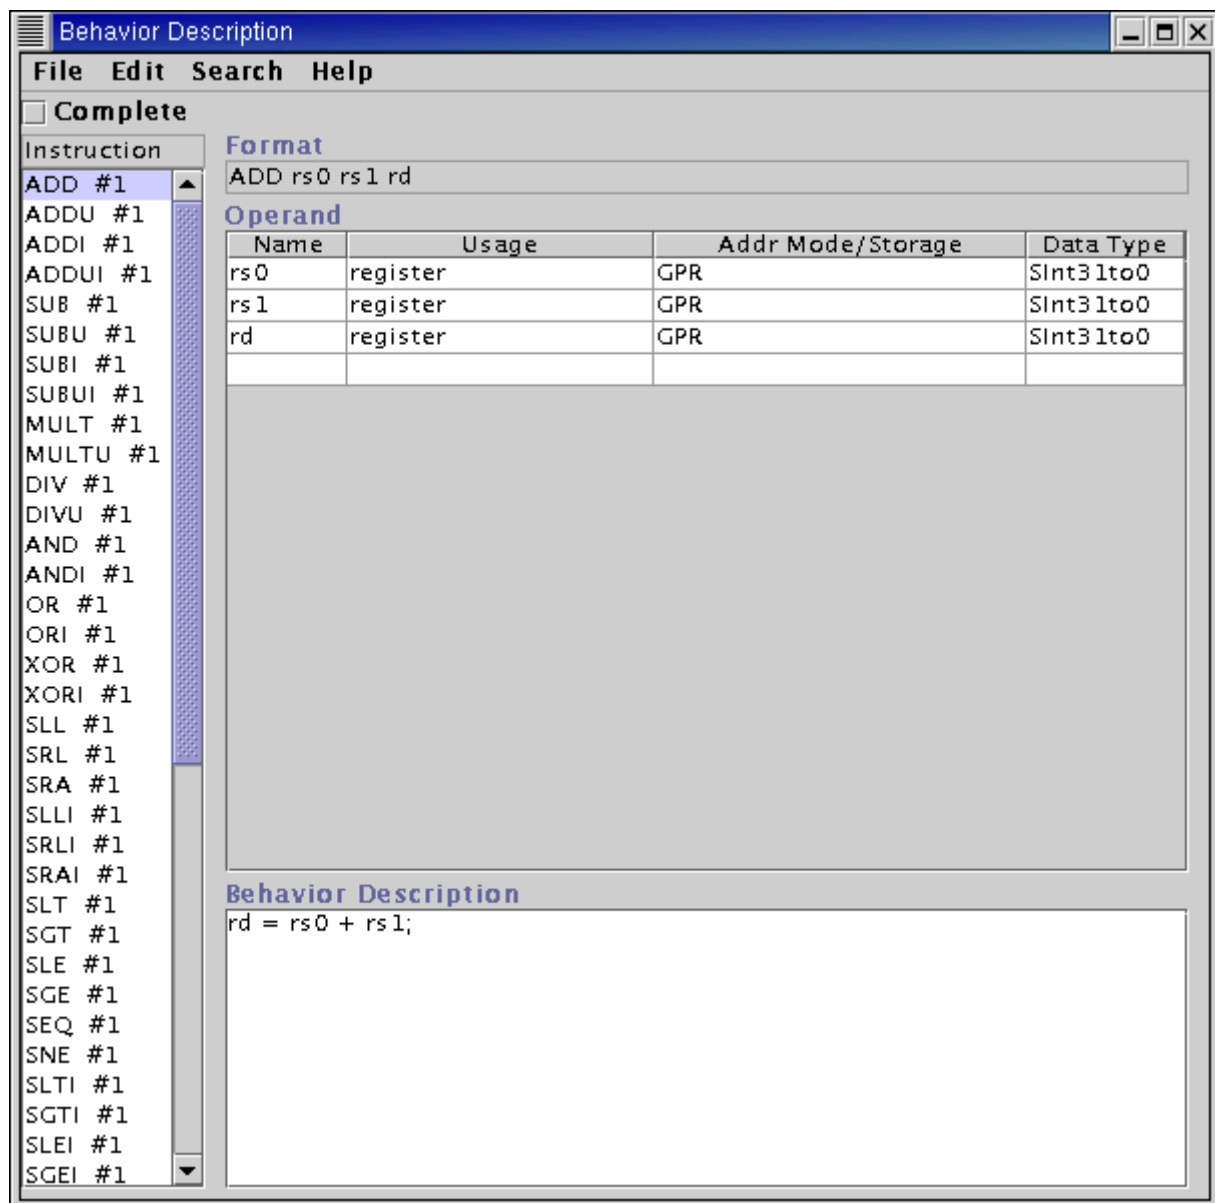 Behavior Description
File Edit Search Help
Complete
Instruction
ADD #1
ADDU #1
ADDI #1
ADDUI #1
SUB #1
SUBU #1
SUBI #1
SUBUI #1
MULT #1
MULTU #1
DIV #1
DIVU #1
AND #1
ANDI #1
OR #1
ORI #1
XOR #1
XORI #1
SLL #1
SRL #1
SRA #1
SLLI #1
SRLI #1
SRAI #1
SLT #1
SGT #1
SLE #1
SGE #1
SEQ #1
SNE #1
SLTI #1
SGTI #1
SLEI #1
SGEI #1
Format
ADD rs0 rs1 rd
Operand
Name Usage Addr Mode/Storage Data Type
rs0 register GPR SInt31to0
rs1 register GPR SInt31to0
rd register GPR SInt31to0
Behavior Description
rd = rs0 + rs1;